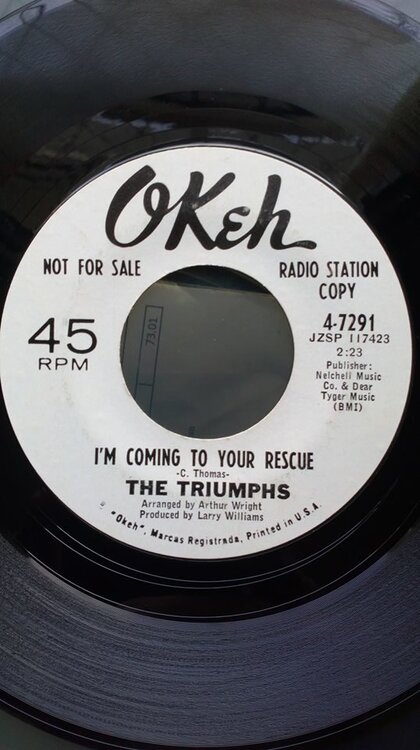 OKeh
NOT FOR SALE
RADIO STATION
COPY
45
RPM
4-7291
JZSP 117423
2:23
Publisher:
Nelchell Music
Co. & Dear
Tyger Music
(BMI)
73.01
I'M COMING TO YOUR RESCUE
-C. Thomas-
THE TRIUMPHS
Arranged by Arthur Wright
Produced by Larry Williams
"Okeh", Marcas Registrada, Printed in U.S.A.